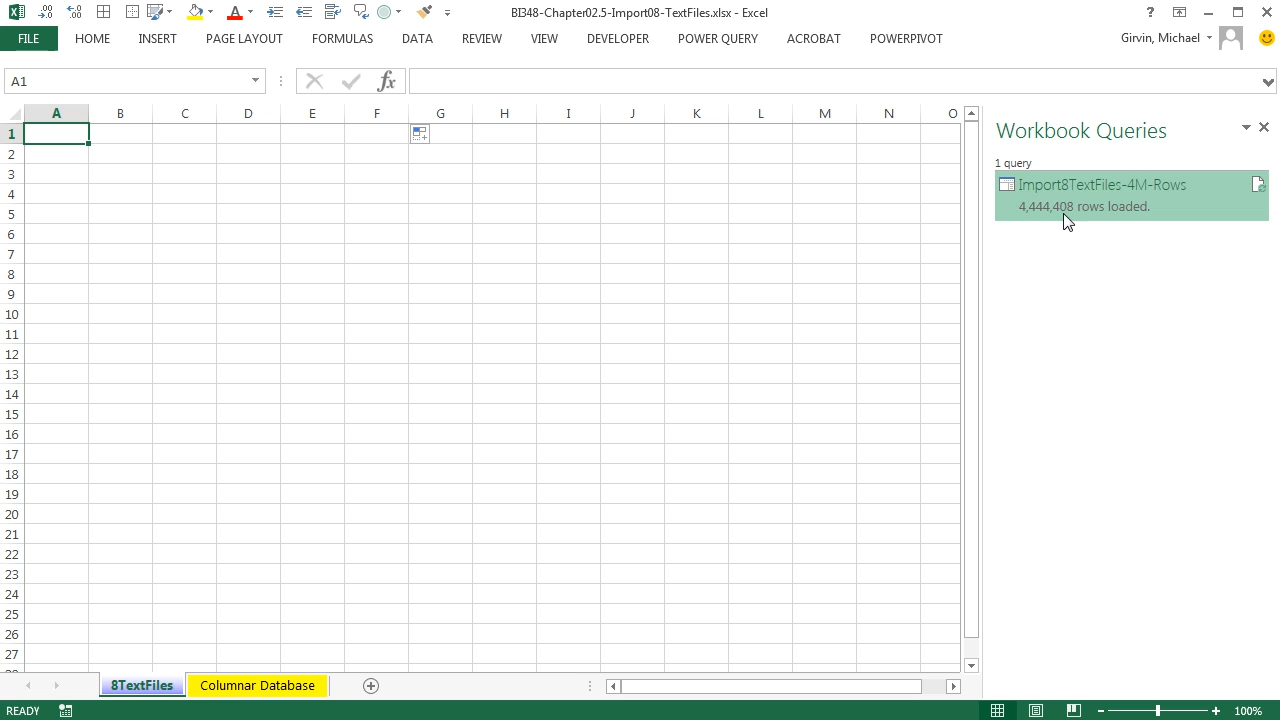 BI348-Chapter02.5-Import08-TextFiles.xlsx - Excel
FILE HOME INSERT PAGE LAYOUT FORMULAS DATA REVIEW VIEW DEVELOPER POWER QUERY ACROBAT POWERPIVOT Girvin, Michael
A1 fx
A B C D E F G H I J K L M N O
1
2
3
4
5
6
7
8
9
10
11
12
13
14
15
16
17
18
19
20
21
22
23
24
25
26
27
28
Workbook Queries
1 query
Import8TextFiles-4M-Rows
4,444,408 rows loaded.
8TextFiles Columnar Database
READY 100%